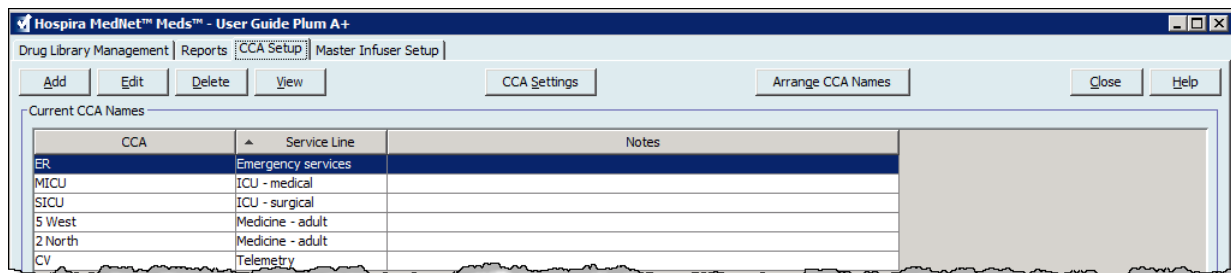 Hospira MedNet™ Meds™ - User Guide Plum A+
Drug Library Management Reports CCA Setup Master Infuser Setup
Add Edit Delete View CCA Settings Arrange CCA Names Close Help
Current CCA Names
CCA Service Line Notes
ER Emergency services
MICU ICU - medical
SICU ICU - surgical
5 West Medicine - adult
2 North Medicine - adult
CV Telemetry